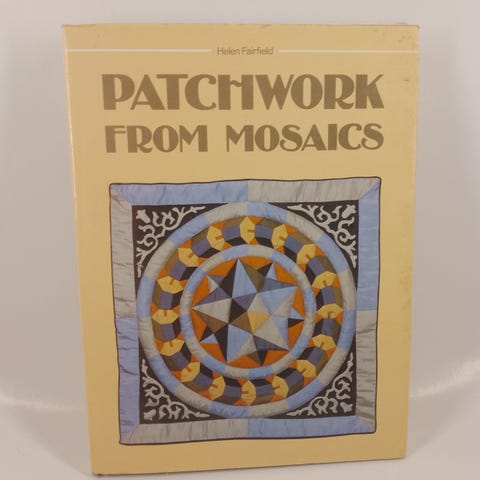 Helen Fairfield
PATCHWORK
FROM MOSAICS